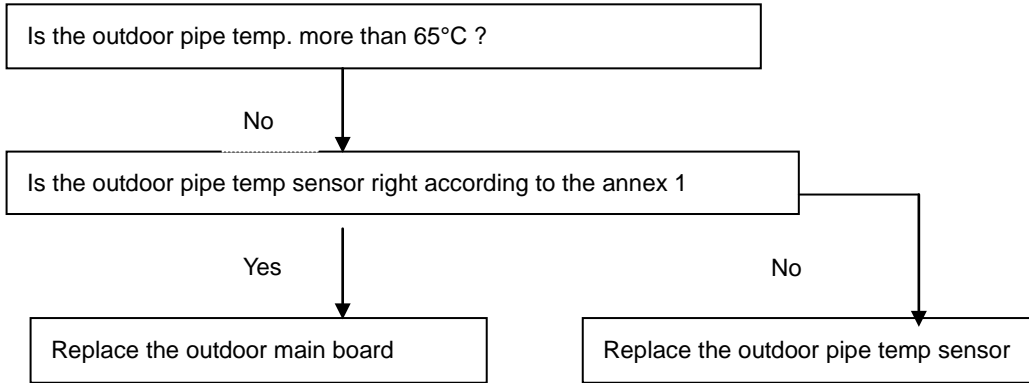 Is the outdoor pipe temp. more than 65°C ?
No
Is the outdoor pipe temp sensor right according to the annex 1
Yes
No
Replace the outdoor main board
Replace the outdoor pipe temp sensor